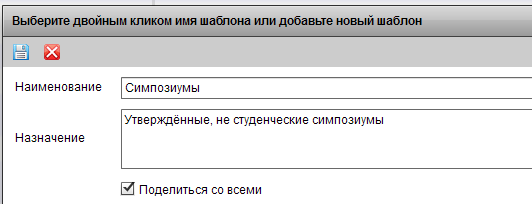 Выберите двойным кликом имя шаблона или добавьте новый шаблон
Наименование
Симпозиумы
Назначение
Утверждённые, не студенческие симпозиумы
Поделиться со всеми